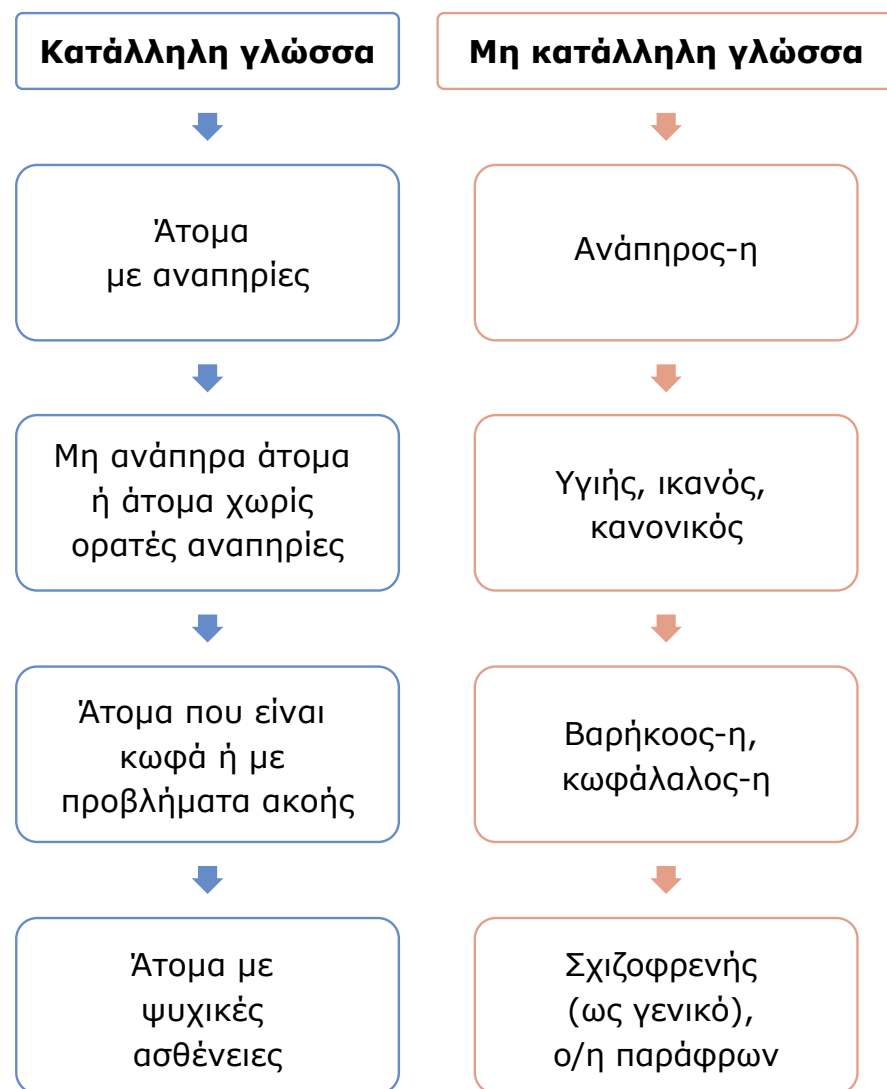 Κατάλληλη γλώσσα
Άτομα
με αναπηρίες
Μη ανάπηρα άτομα
ή άτομα χωρίς
ορατές αναπηρίες
Άτομα που είναι
κωφά ή με
προβλήματα ακοής
Άτομα με
ψυχικές
ασθένειες
Μη κατάλληλη γλώσσα
Ανάπηρος-η
Υγιής, ικανός,
κανονικός
Βαρήκοος-η,
κωφάλαλος-η
Σχιζοφρενής
(ως γενικό),
ο/η παράφρων